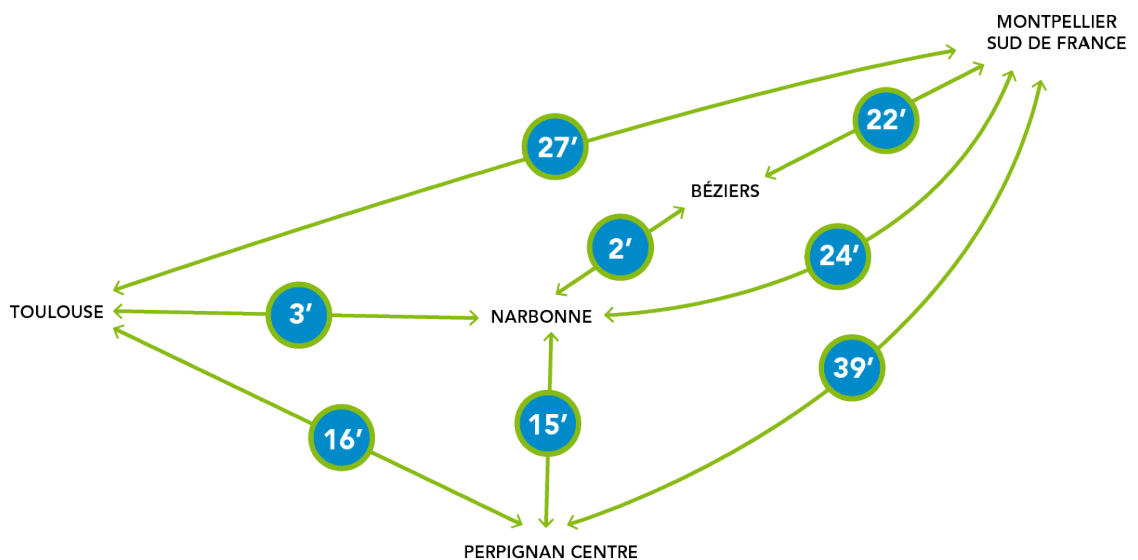 MONTPELLIER
SUD DE FRANCE
22’
27’
BÉZIERS
2’
24’
TOULOUSE
3’
NARBONNE
39’
15’
16’
PERPIGNAN CENTRE